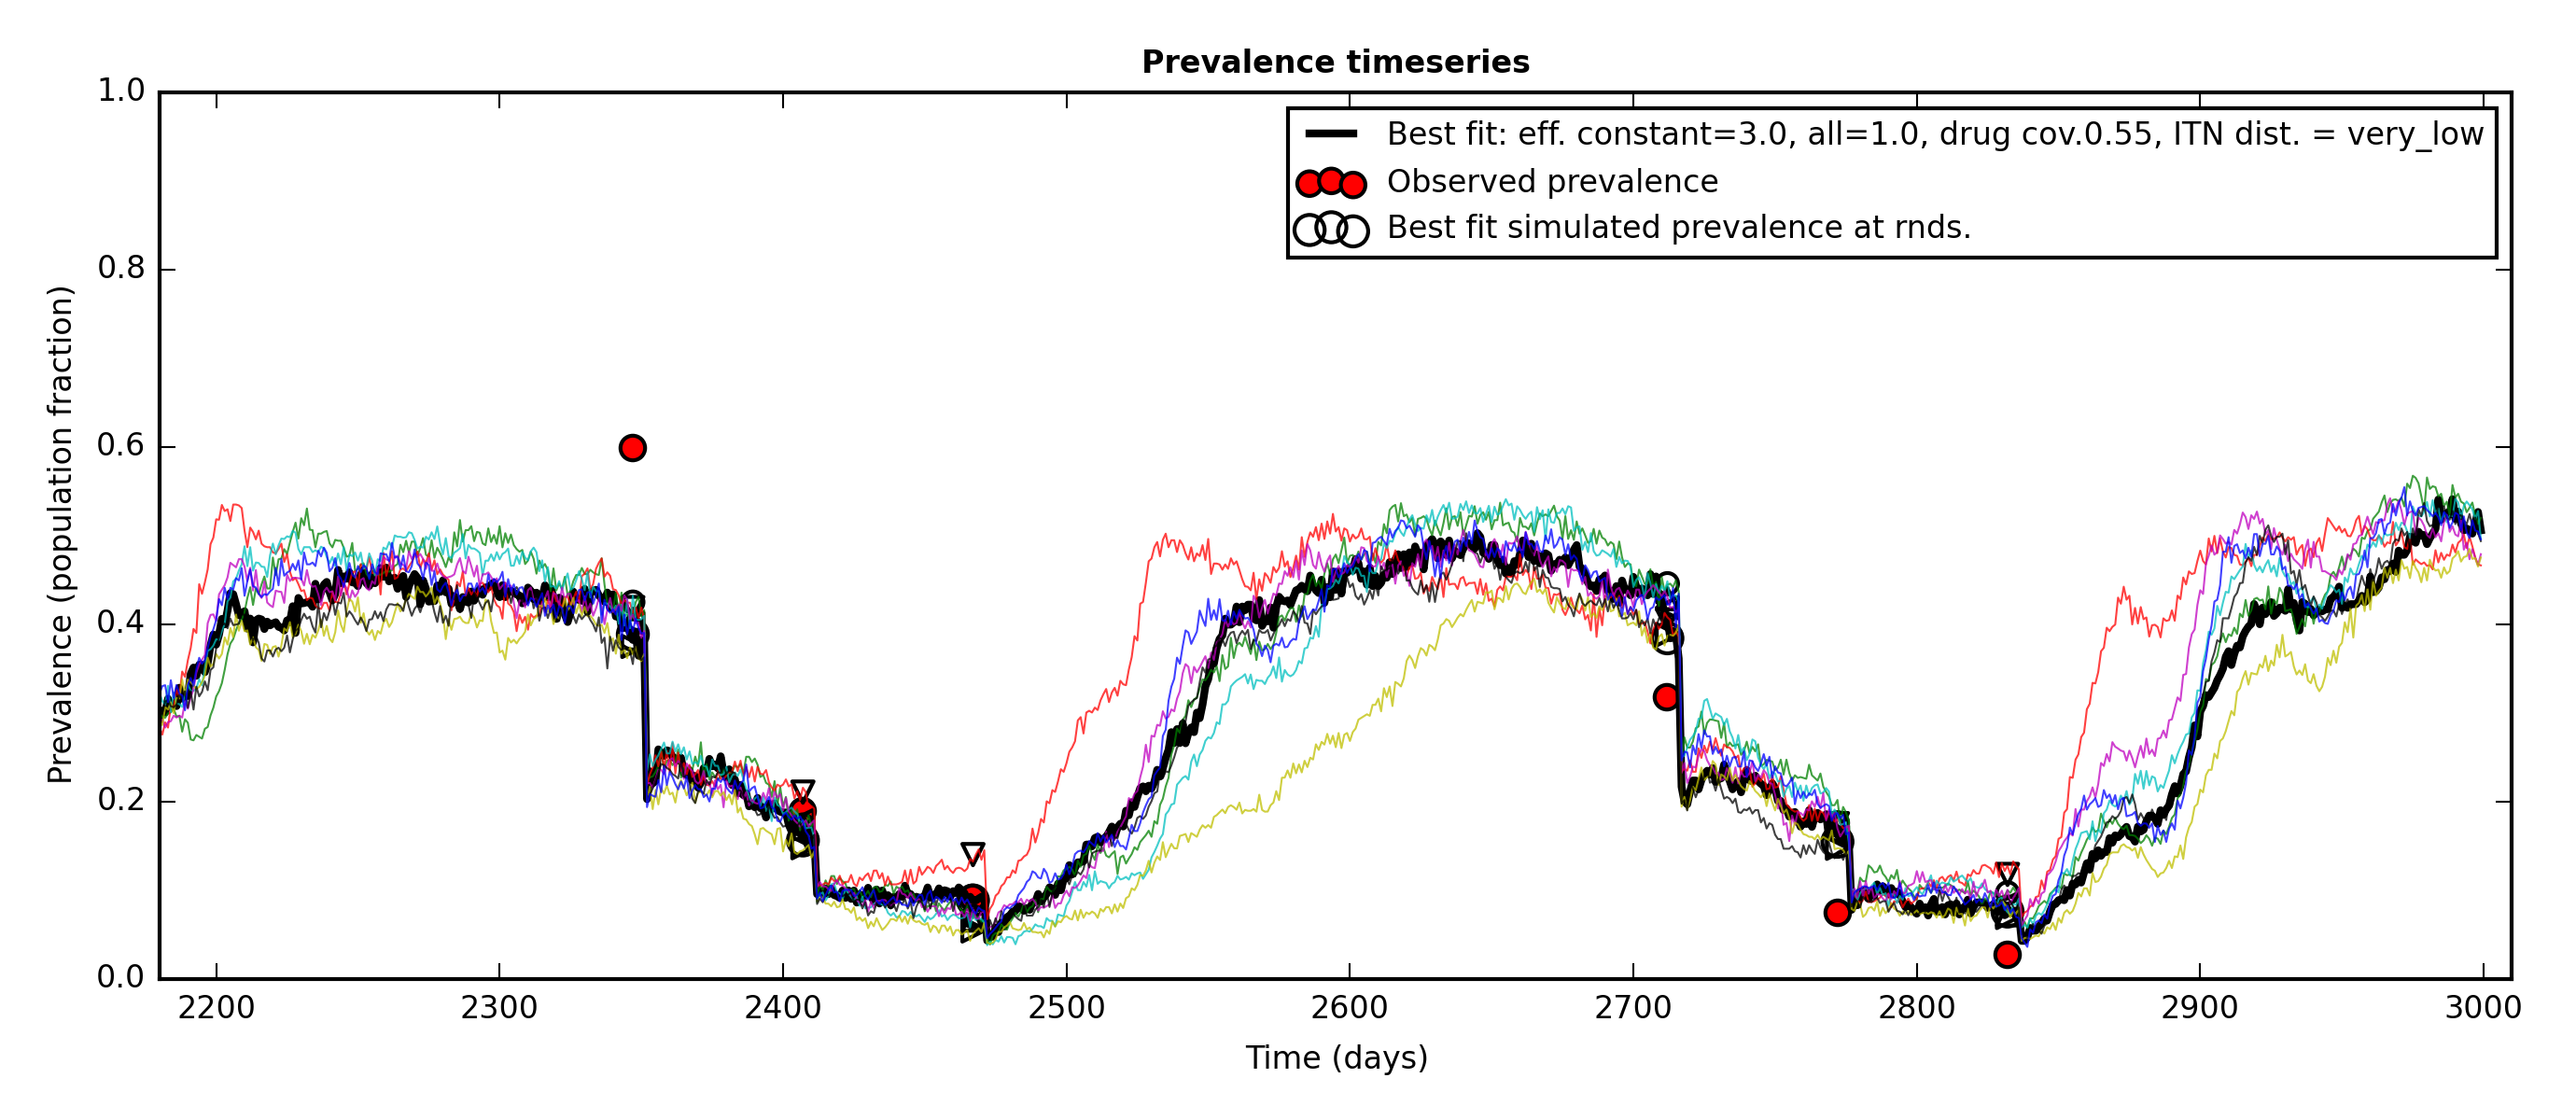 Prevalence timeseries
Prevalence (population fraction)
1.0
0.8
0.6
0.4
0.2
0.0
Best fit: eff. constant=3.0, all=1.0, drug cov.0.55, ITN dist. = very_low
Observed prevalence
Best fit simulated prevalence at rnds.
2200 2300 2400 2500 2600 2700 2800 2900 3000
Time (days)